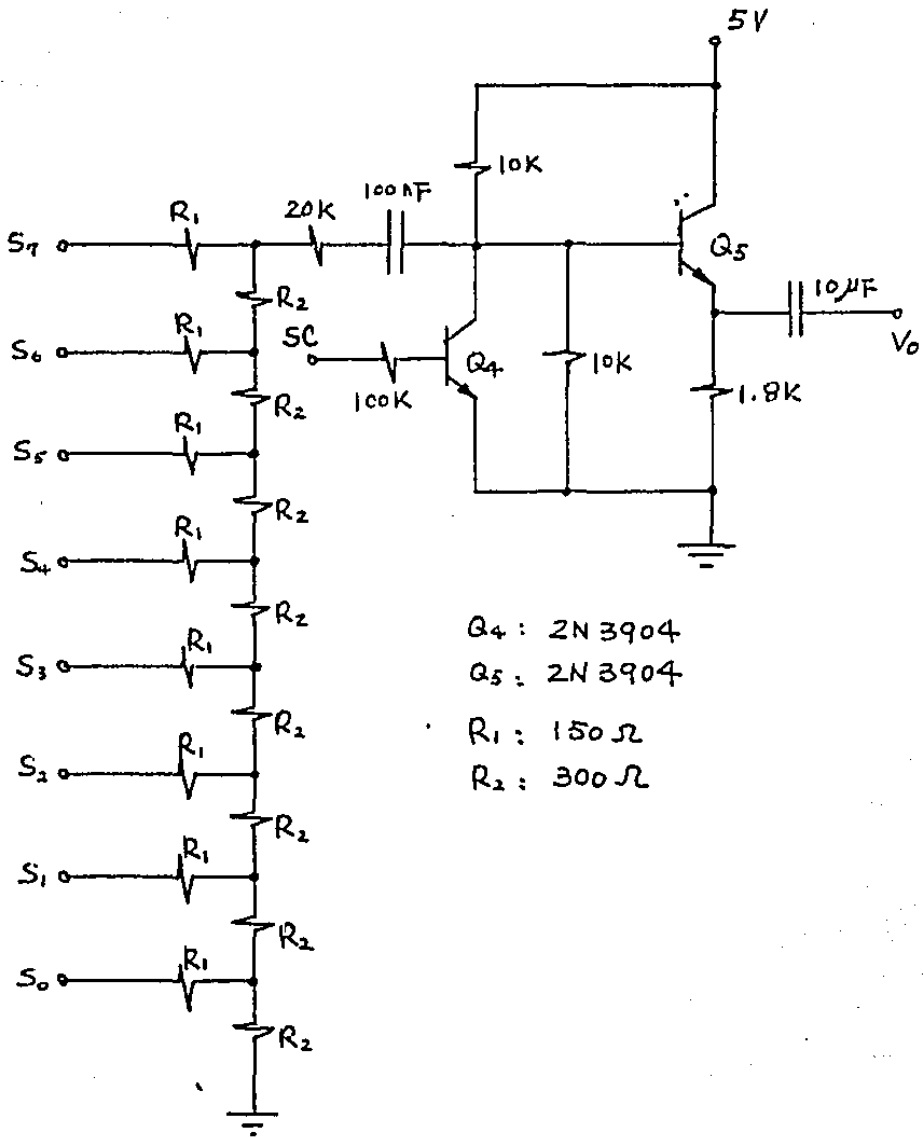 5V
10K
100nF
20K
R1
S7
Q5
10µF
V0
R2
R1
S6
SC
Q4
10K
100K
1.8K
R2
R1
S5
R2
R1
S4
R2
Q4: 2N3904
Q5: 2N3904
R1
S3
R1: 150Ω
R2
R1
S2
R2: 300Ω
R2
R1
S1
R2
R1
S0
R2